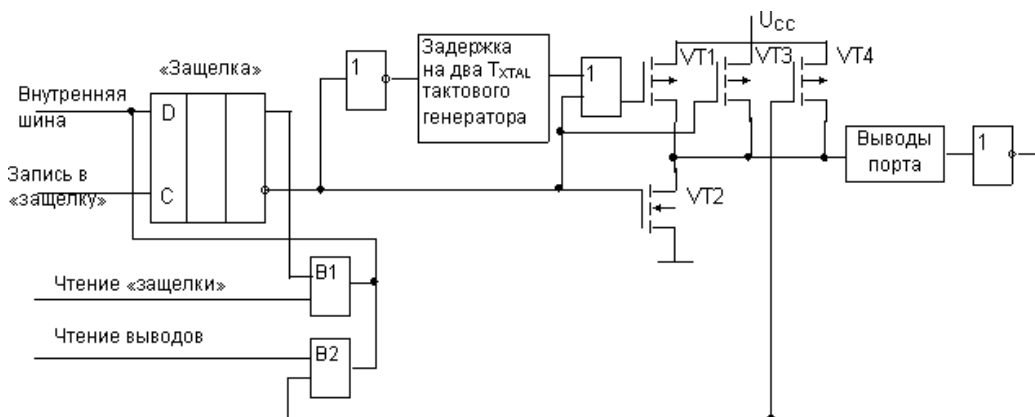 Ucc
«Защелка»
1
Задержка
на два TXTAL
тактового
генератора
1
VT1
VT3
VT4
Внутренняя
шина
D
Запись в
«защелку»
C
Выводы
порта
1
VT2
Чтение «защелки»
B1
Чтение выводов
B2